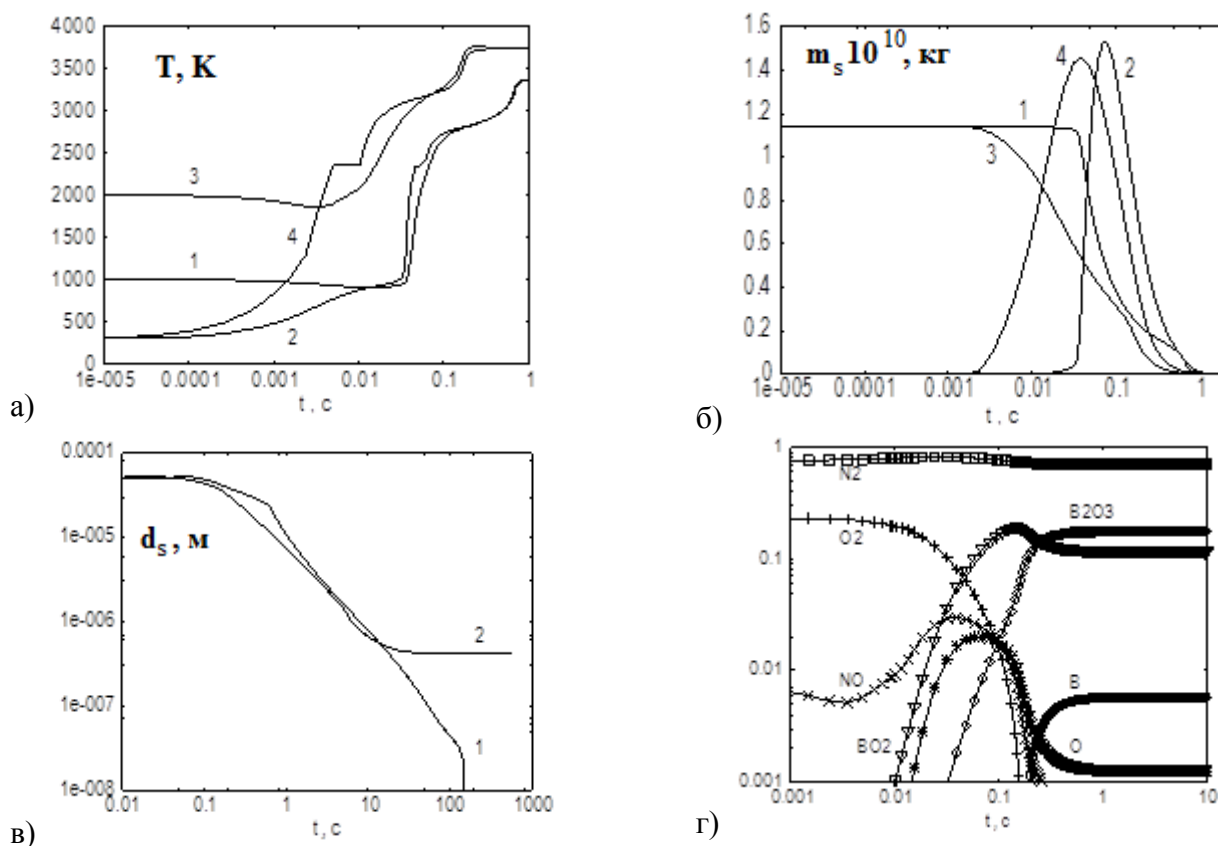 4000
3500
3000
2500
2000
1500
1000
500
0
T, K
3
4
1
2
1e-005 0.0001 0.001 0.01 0.1 1
t, c
а)
1.6
1.4
1.2
1
0.8
0.6
0.4
0.2
0
m_s 10^10, кг
4
2
1
3
1e-005 0.0001 0.001 0.01 0.1 1
t, c
б)
0.0001
1e-005
1e-006
1e-007
1e-008
d_s, м
2
1
0.01 0.1 1 10 100 1000
t, c
в)
1
0.1
0.01
0.001
N2
B2O3
O2
NO
B
BO2
O
0.001 0.01 0.1 1 10
t, c
г)